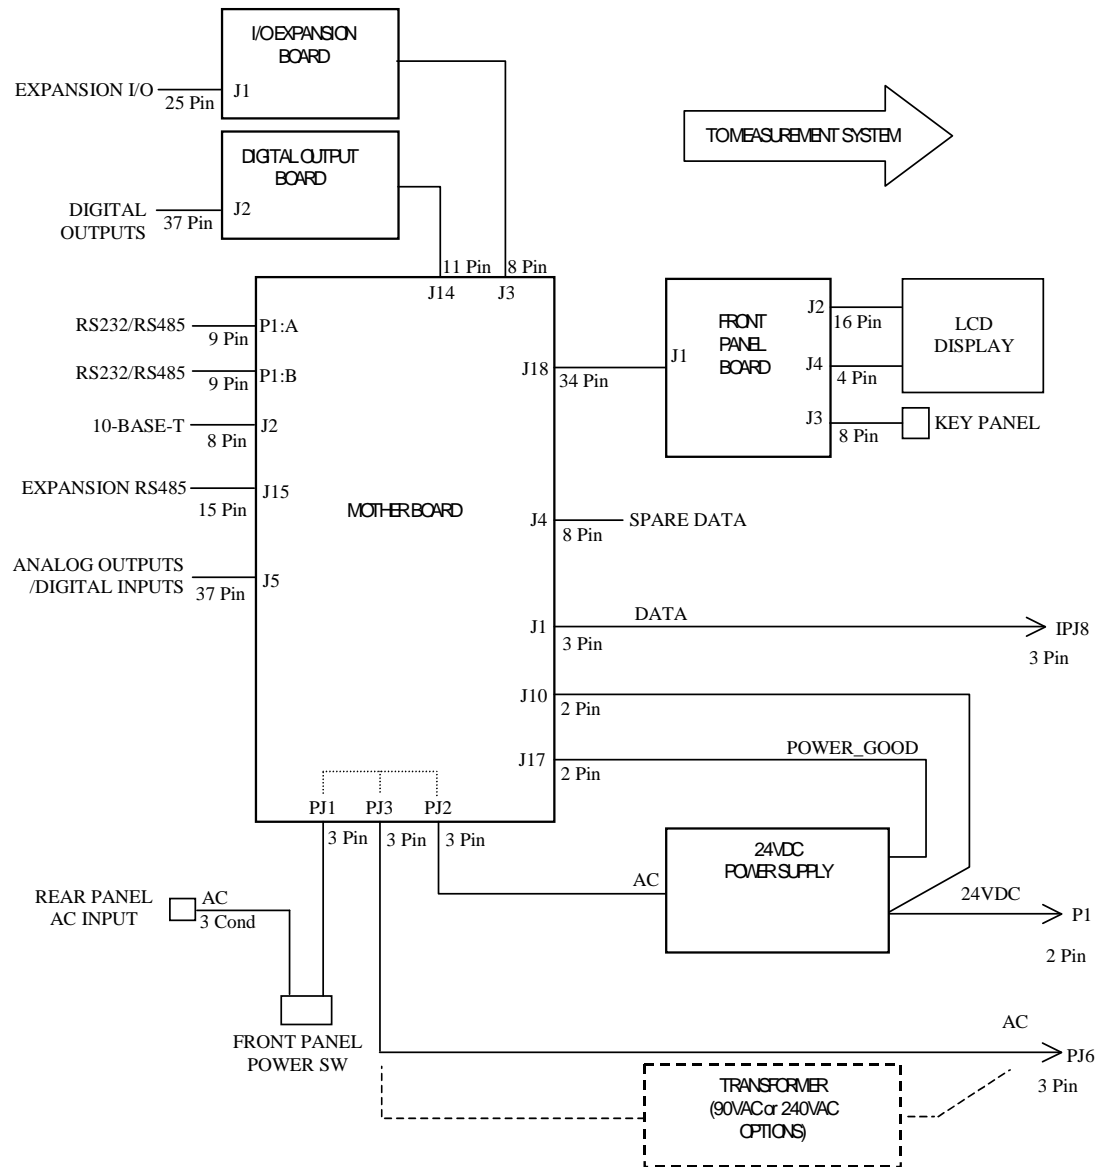 I/O EXPANSION
BOARD
EXPANSION I/O
25 Pin
J1
TO MEASUREMENT SYSTEM
DIGITAL OUTPUT
BOARD
DIGITAL
OUTPUTS
37 Pin
J2
11 Pin
8 Pin
J14
J3
RS232/RS485
9 Pin
P1:A
RS232/RS485
9 Pin
P1:B
10-BASE-T
8 Pin
J2
EXPANSION RS485
15 Pin
J15
ANALOG OUTPUTS
/DIGITAL INPUTS
37 Pin
J5
MOTHER BOARD
J18
34 Pin
J1
FRONT
PANEL
BOARD
J2
16 Pin
J4
4 Pin
J3
8 Pin
LCD
DISPLAY
KEY PANEL
J4
8 Pin
SPARE DATA
J1
3 Pin
DATA
IPJ8
3 Pin
J10
2 Pin
J17
2 Pin
POWER_GOOD
PJ1
PJ3
PJ2
3 Pin
3 Pin
3 Pin
24VDC
POWER SUPPLY
AC
24VDC
P1
2 Pin
REAR PANEL
AC INPUT
AC
3 Cond
FRONT PANEL
POWER SW
AC
PJ6
3 Pin
TRANSFORMER
(90VAC or 240VAC
OPTIONS)